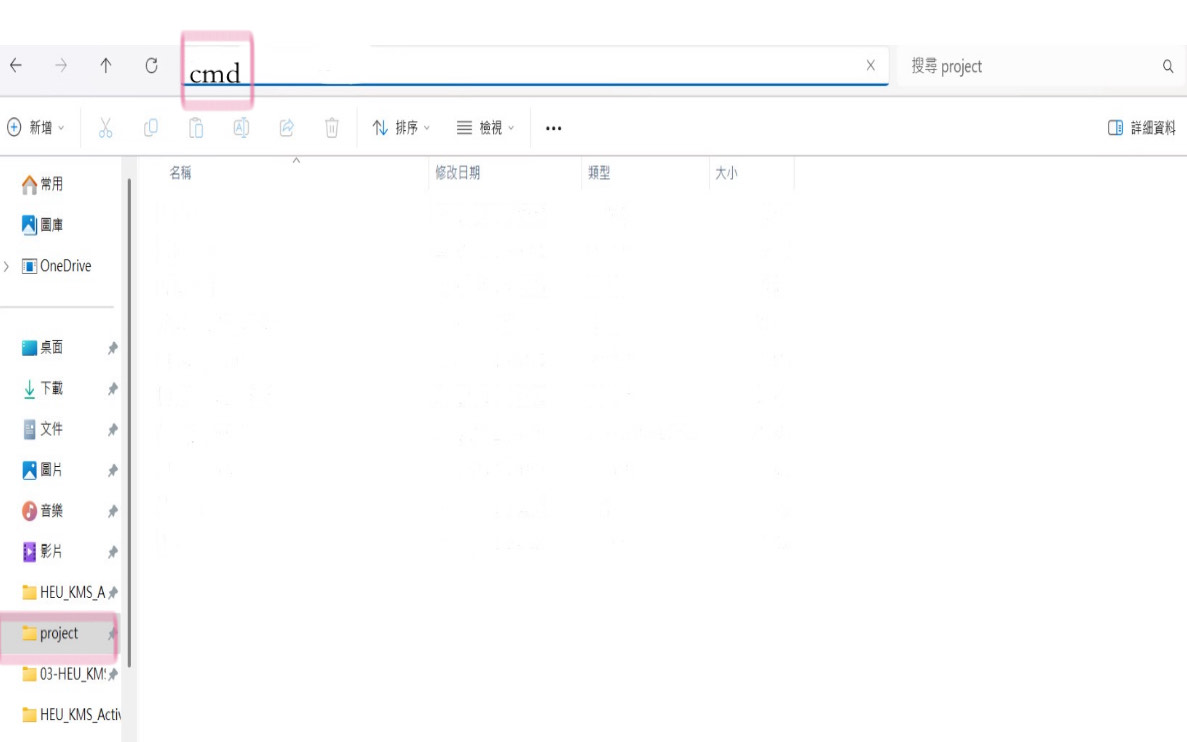 cmd
搜尋 project
新增
排序
檢視
詳細資料
名稱 修改日期 類型 大小
常用
圖庫
OneDrive
桌面
下載
文件
圖片
音樂
影片
HEU_KMS_A
project
03-HEU_KMS
HEU_KMS_Activ